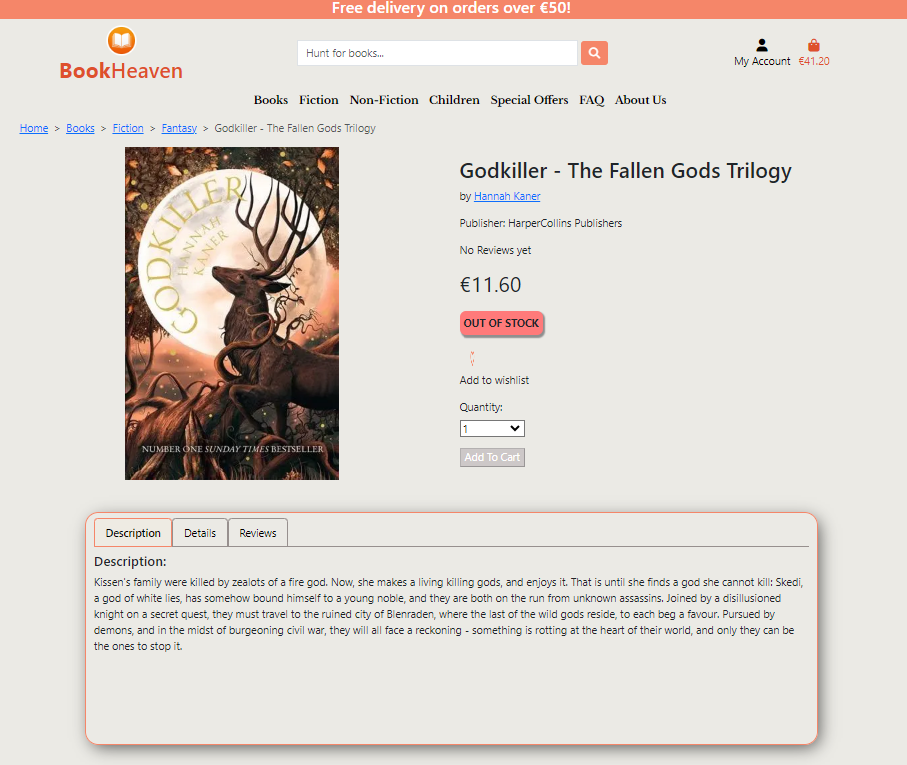 Free delivery on orders over €50!
BookHeaven
Hunt for books...
My Account
€41.20
Books Fiction Non-Fiction Children Special Offers FAQ About Us
Home > Books > Fiction > Fantasy > Godkiller - The Fallen Gods Trilogy
GODKILLER
HANNAH
KANER
NUMBER ONE SUNDAY TIMES BESTSELLER
Godkiller - The Fallen Gods Trilogy
by Hannah Kaner
Publisher: HarperCollins Publishers
No Reviews yet
€11.60
OUT OF STOCK
Add to wishlist
Quantity:
1
Add To Cart
Description Details Reviews
Description:
Kissen's family were killed by zealots of a fire god. Now, she makes a living killing gods, and enjoys it. That is until she finds a god she cannot kill: Skedi,
a god of white lies, has somehow bound himself to a young noble, and they are both on the run from unknown assassins. Joined by a disillusioned
knight on a secret quest, they must travel to the ruined city of Blenraden, where the last of the wild gods reside, to each beg a favour. Pursued by
demons, and in the midst of burgeoning civil war, they will all face a reckoning - something is rotting at the heart of their world, and only they can be
the ones to stop it.